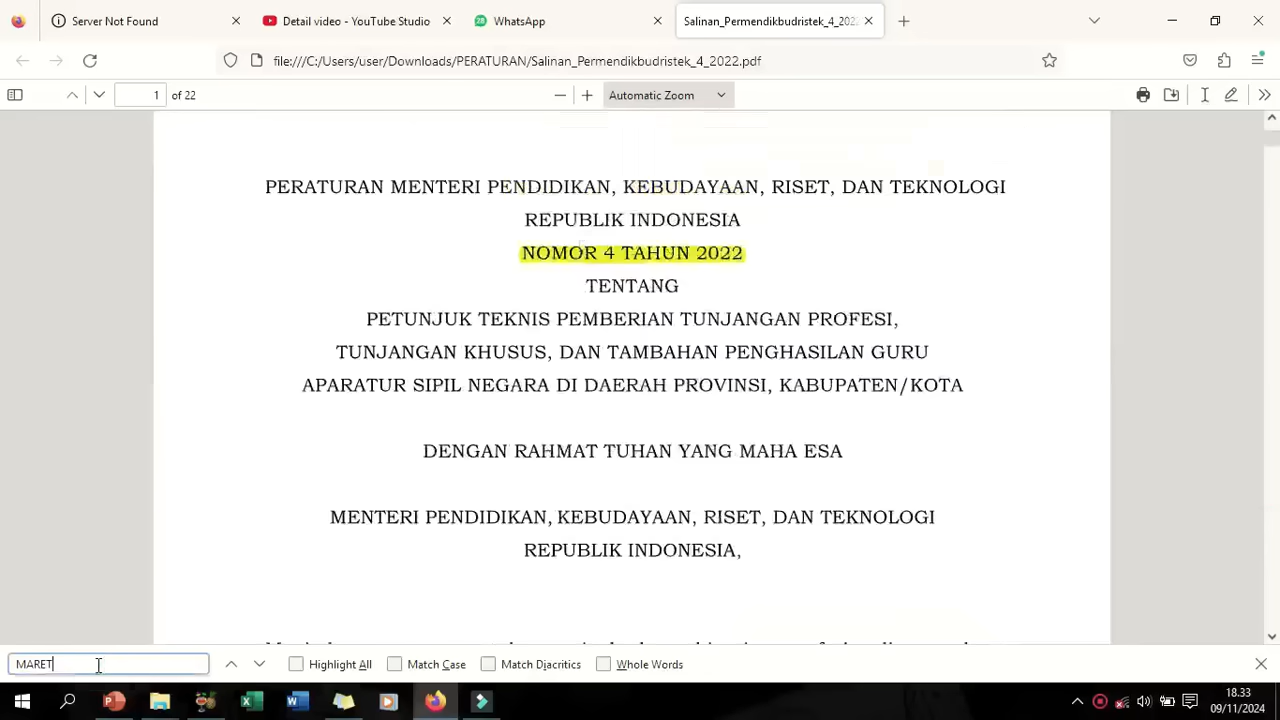 Server Not Found
Detail video - YouTube Studio
28
WhatsApp
Salinan_Permendikbudristek_4_202
file:///C:/Users/user/Downloads/PERATURAN/Salinan_Permendikbudristek_4_2022.pdf
1 of 22
Automatic Zoom
PERATURAN MENTERI PENDIDIKAN, KEBUDAYAAN, RISET, DAN TEKNOLOGI
REPUBLIK INDONESIA
NOMOR 4 TAHUN 2022
TENTANG
PETUNJUK TEKNIS PEMBERIAN TUNJANGAN PROFESI,
TUNJANGAN KHUSUS, DAN TAMBAHAN PENGHASILAN GURU
APARATUR SIPIL NEGARA DI DAERAH PROVINSI, KABUPATEN/KOTA
DENGAN RAHMAT TUHAN YANG MAHA ESA
MENTERI PENDIDIKAN, KEBUDAYAAN, RISET, DAN TEKNOLOGI
REPUBLIK INDONESIA,
MARET
Highlight All
Match Case
Match Diacritics
Whole Words
18.33
09/11/2024